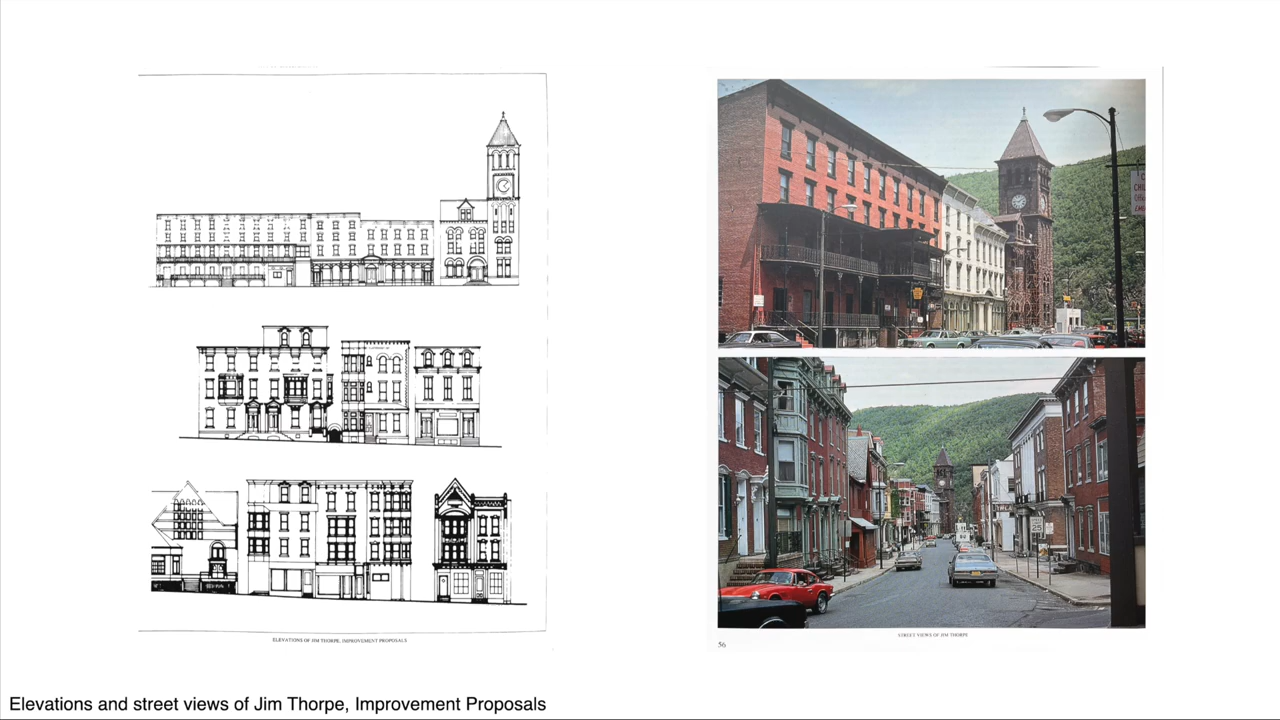 ELEVATIONS OF JIM THORPE, IMPROVEMENT PROPOSALS
25
STREET VIEWS OF JIM THORPE
56
Elevations and street views of Jim Thorpe, Improvement Proposals